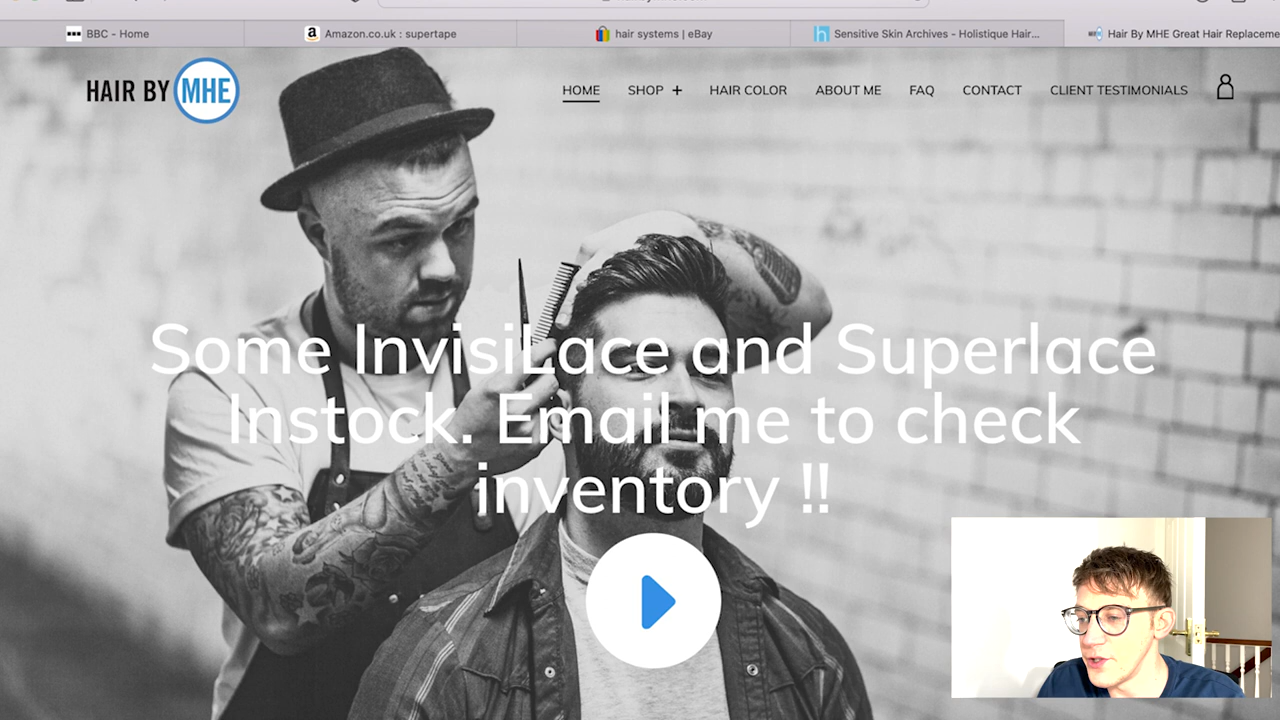 BBC - Home
Amazon.co.uk : supertape
hair systems | eBay
Sensitive Skin Archives - Holistique Hair...
Hair By MHE Great Hair Replaceme
HAIR BY MHE
HOME
SHOP +
HAIR COLOR
ABOUT ME
FAQ
CONTACT
CLIENT TESTIMONIALS
Some InvisiLace and Superlace
Instock. Email me to check
inventory !!